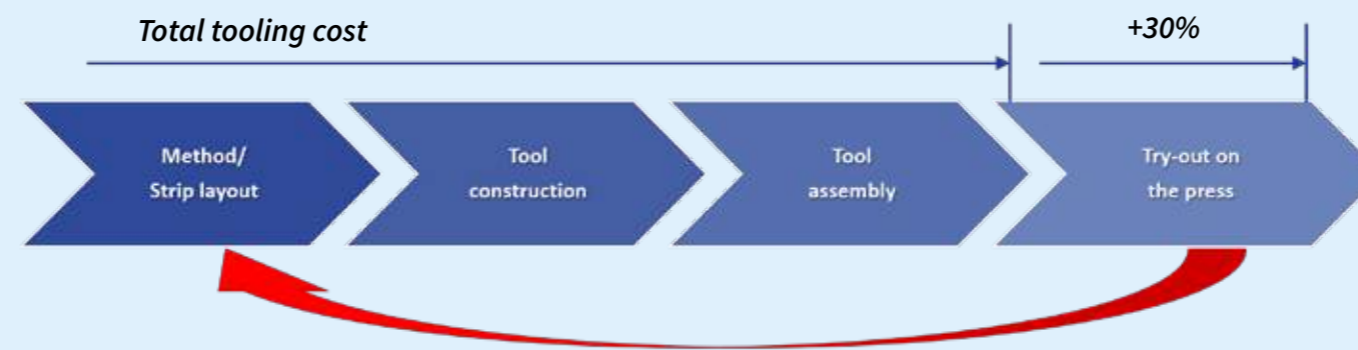 Total tooling cost
+30%
Method/
Strip layout
Tool
construction
Tool
assembly
Try-out on
the press